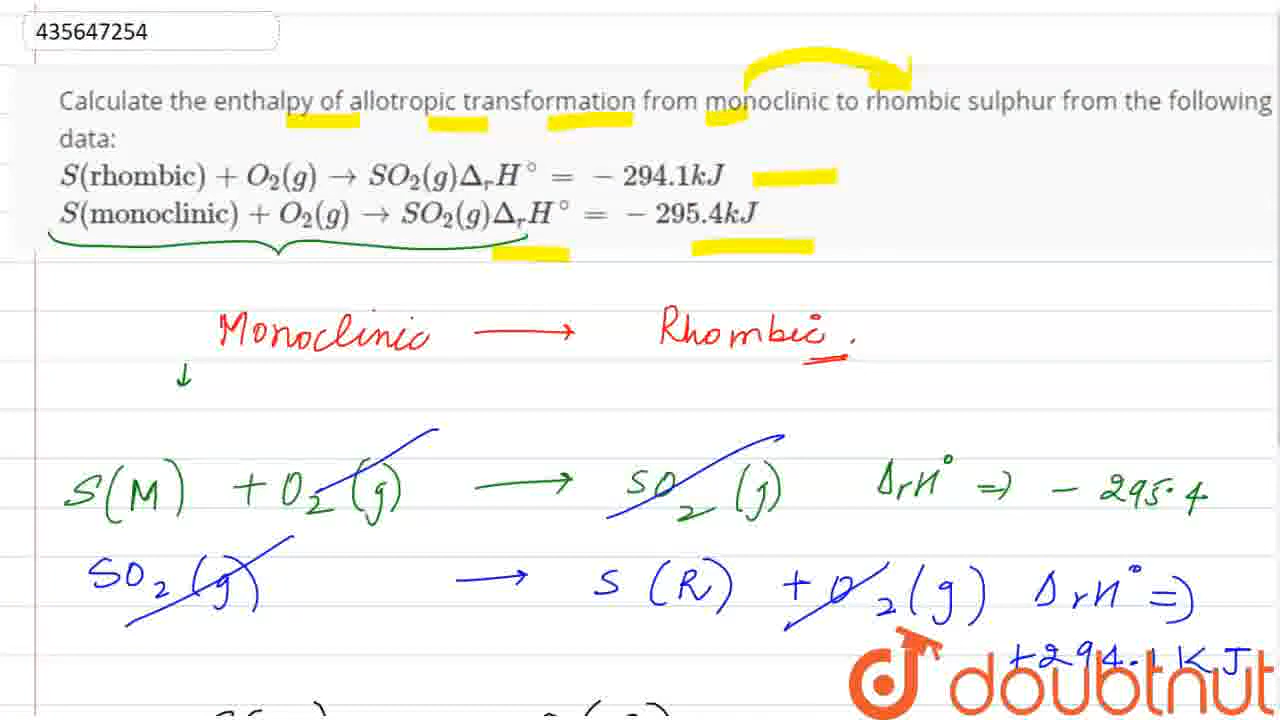 435647254
Calculate the enthalpy of allotropic transformation from monoclinic to rhombic sulphur from the following
data:
S(rhombic) + O₂(g) → SO₂(g)ΔᵣH° = − 294.1kJ
S(monoclinic) + O₂(g) → SO₂(g)ΔᵣH° = − 295.4kJ
Monoclinic → Rhombic.
↓
S(M) + O₂(g) → SO₂(g) ΔrH° ⇒ - 295.4
SO₂(g) → S(R) + O₂(g) ΔrH° ⇒
+294.1 KJ
doubtnut